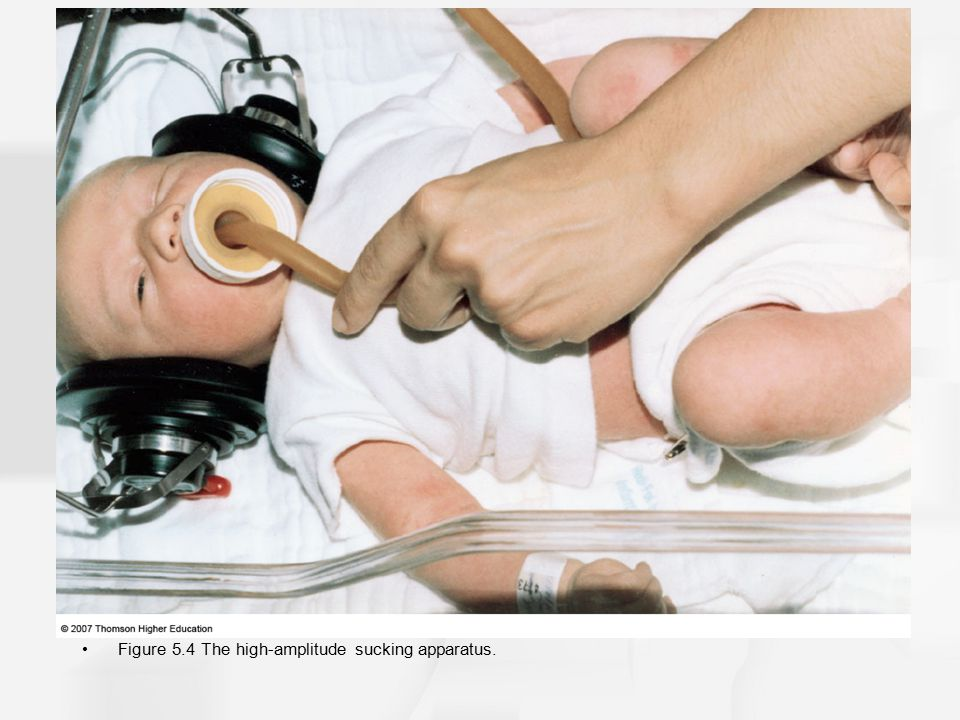 © 2007 Thomson Higher Education
• Figure 5.4 The high-amplitude sucking apparatus.